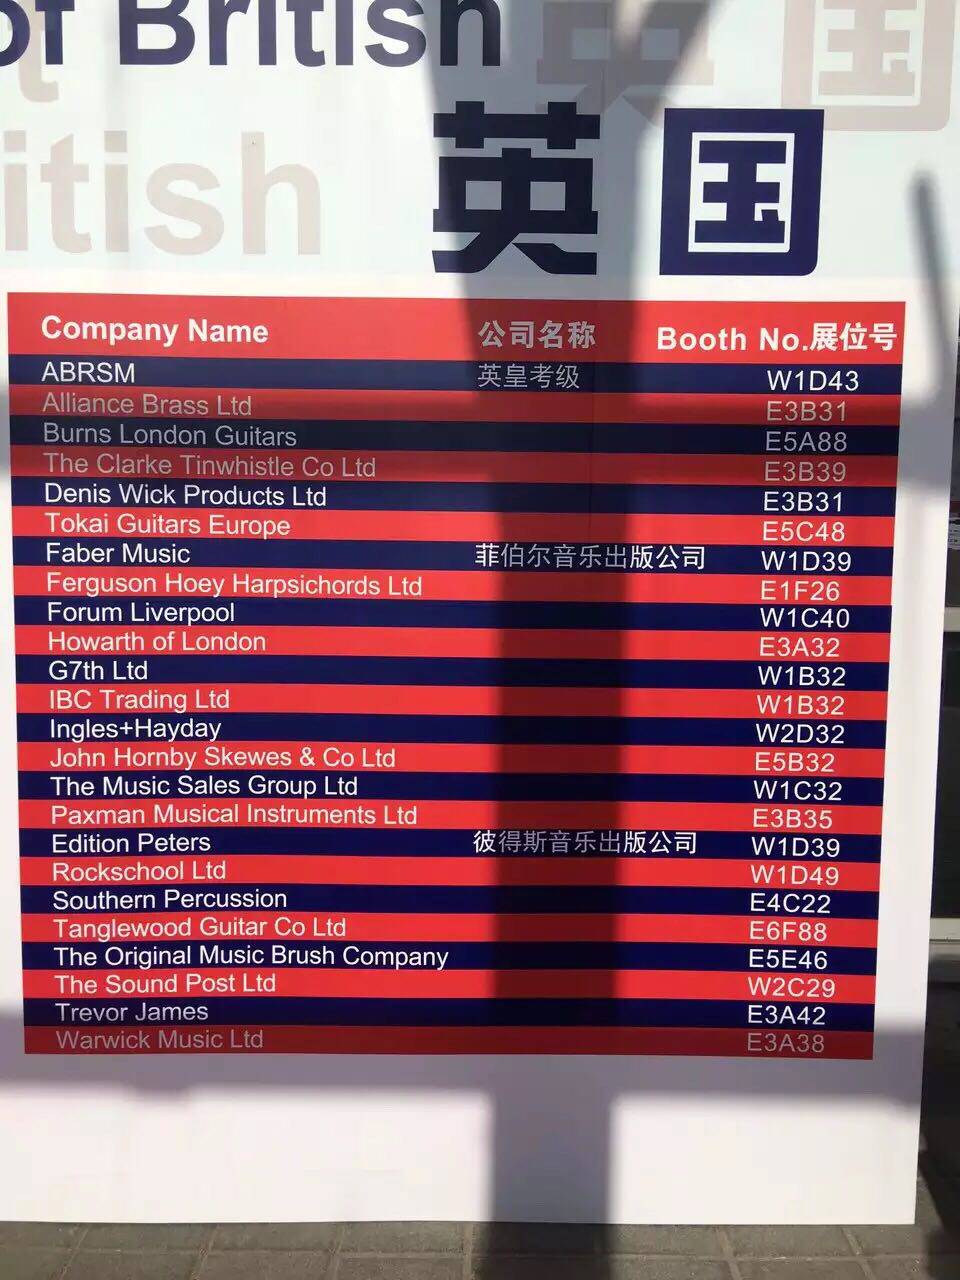 of British
itish
英国
Company Name 公司名称 Booth No.展位号
ABRSM 英皇考级 W1D43
Alliance Brass Ltd E3B31
Burns London Guitars E5A88
The Clarke Tinwhistle Co Ltd E3B39
Denis Wick Products Ltd E3B31
Tokai Guitars Europe E5C48
Faber Music 菲伯尔音乐出版公司 W1D39
Ferguson Hoey Harpsichords Ltd E1F26
Forum Liverpool W1C40
Howarth of London E3A32
G7th Ltd W1B32
IBC Trading Ltd W1B32
Ingles+Hayday W2D32
John Hornby Skewes & Co Ltd E5B32
The Music Sales Group Ltd W1C32
Paxman Musical Instruments Ltd E3B35
Edition Peters 彼得斯音乐出版公司 W1D39
Rockschool Ltd W1D49
Southern Percussion E4C22
Tanglewood Guitar Co Ltd E6F88
The Original Music Brush Company E5E46
The Sound Post Ltd W2C29
Trevor James E3A42
Warwick Music Ltd E3A38